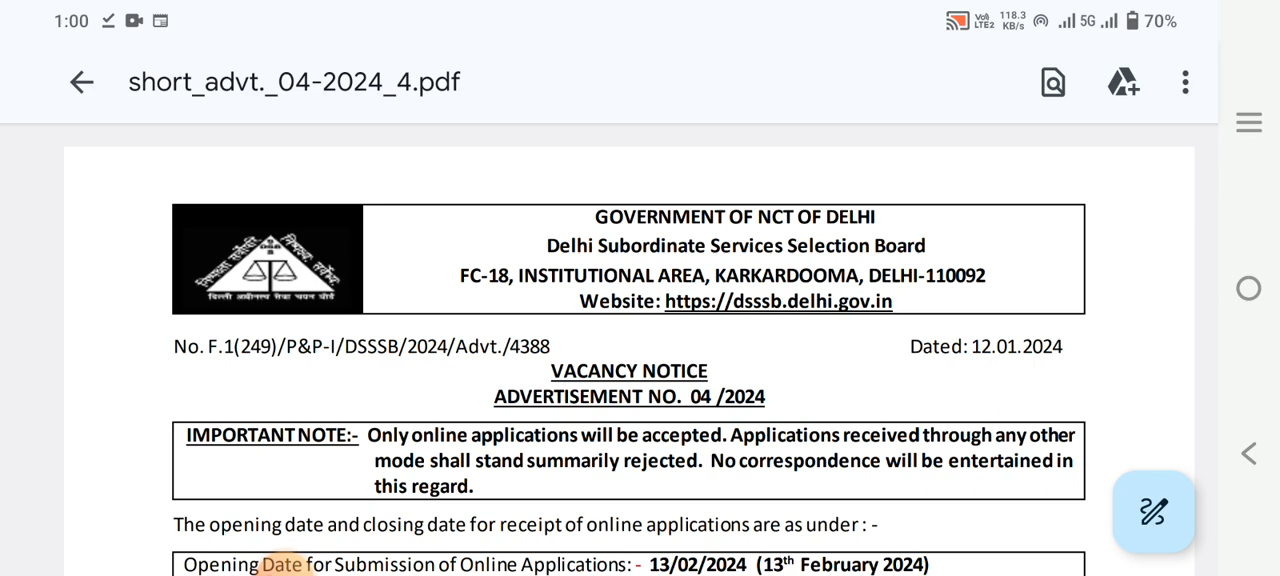 1:00
Vo) LTE2 118.3 KB/s 5G 70%
short_advt._04-2024_4.pdf
GOVERNMENT OF NCT OF DELHI
Delhi Subordinate Services Selection Board
FC-18, INSTITUTIONAL AREA, KARKARDOOMA, DELHI-110092
Website: https://dsssb.delhi.gov.in
दिल्ली अधीनस्थ सेवा चयन बोर्ड
No. F.1(249)/P&P-I/DSSSB/2024/Advt./4388 Dated: 12.01.2024
VACANCY NOTICE
ADVERTISEMENT NO. 04 /2024
IMPORTANT NOTE:- Only online applications will be accepted. Applications received through any other
mode shall stand summarily rejected. No correspondence will be entertained in
this regard.
The opening date and closing date for receipt of online applications are as under : -
Opening Date for Submission of Online Applications: - 13/02/2024 (13th February 2024)